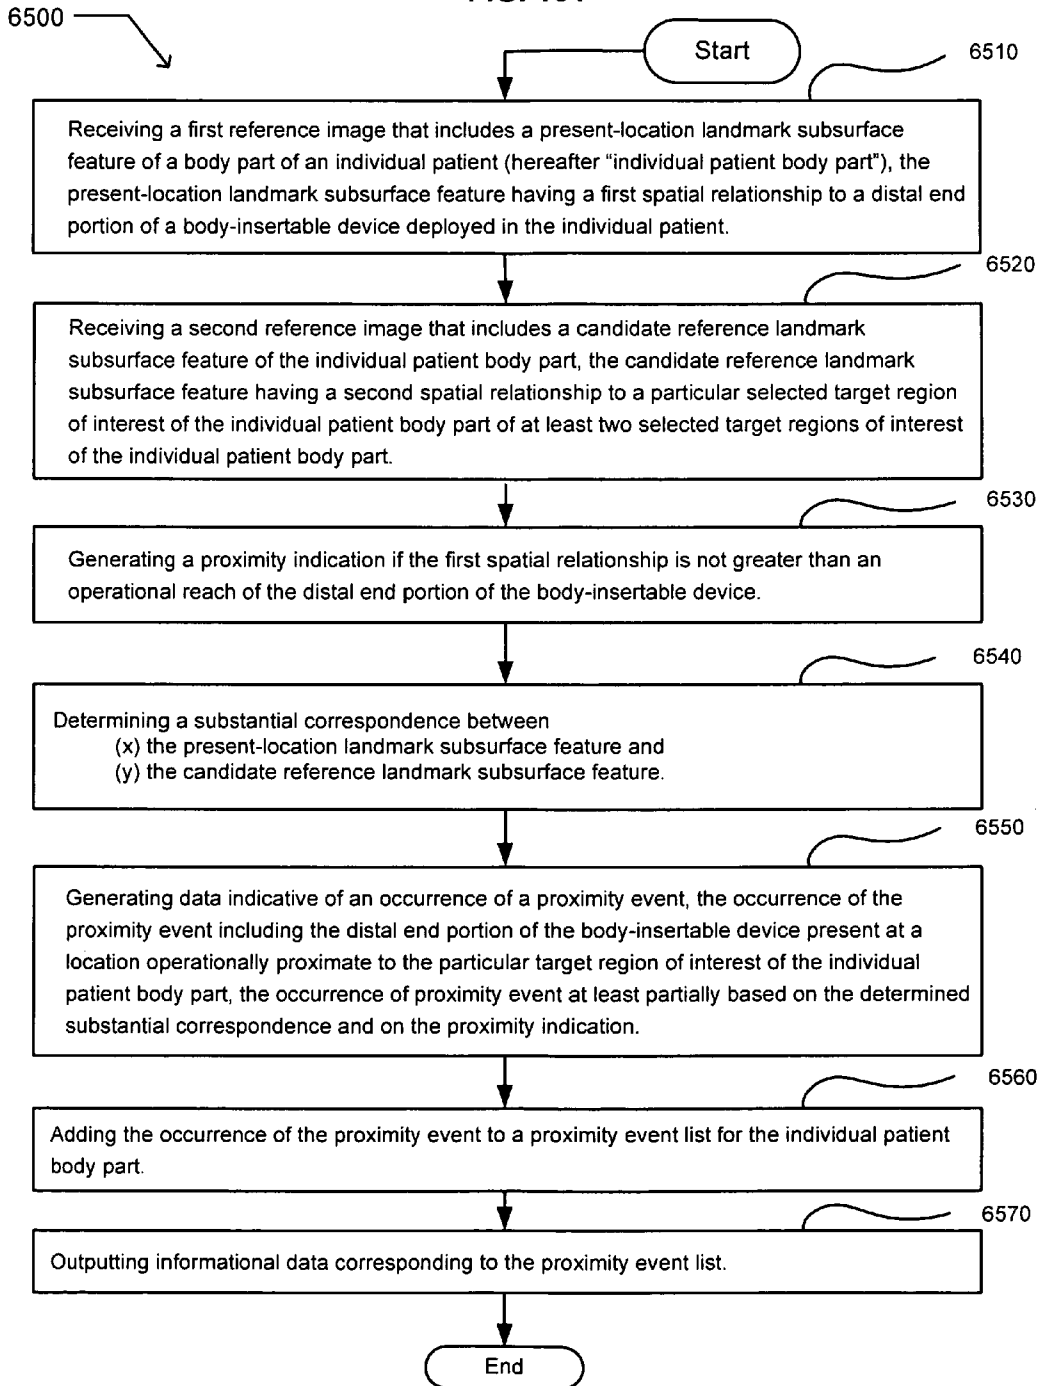 6500
Start
6510
Receiving a first reference image that includes a present-location landmark subsurface
feature of a body part of an individual patient (hereafter “individual patient body part”), the
present-location landmark subsurface feature having a first spatial relationship to a distal end
portion of a body-insertable device deployed in the individual patient.
6520
Receiving a second reference image that includes a candidate reference landmark
subsurface feature of the individual patient body part, the candidate reference landmark
subsurface feature having a second spatial relationship to a particular selected target region
of interest of the individual patient body part of at least two selected target regions of interest
of the individual patient body part.
6530
Generating a proximity indication if the first spatial relationship is not greater than an
operational reach of the distal end portion of the body-insertable device.
6540
Determining a substantial correspondence between
(x) the present-location landmark subsurface feature and
(y) the candidate reference landmark subsurface feature.
6550
Generating data indicative of an occurrence of a proximity event, the occurrence of the
proximity event including the distal end portion of the body-insertable device present at a
location operationally proximate to the particular target region of interest of the individual
patient body part, the occurrence of proximity event at least partially based on the determined
substantial correspondence and on the proximity indication.
6560
Adding the occurrence of the proximity event to a proximity event list for the individual patient
body part.
6570
Outputting informational data corresponding to the proximity event list.
End